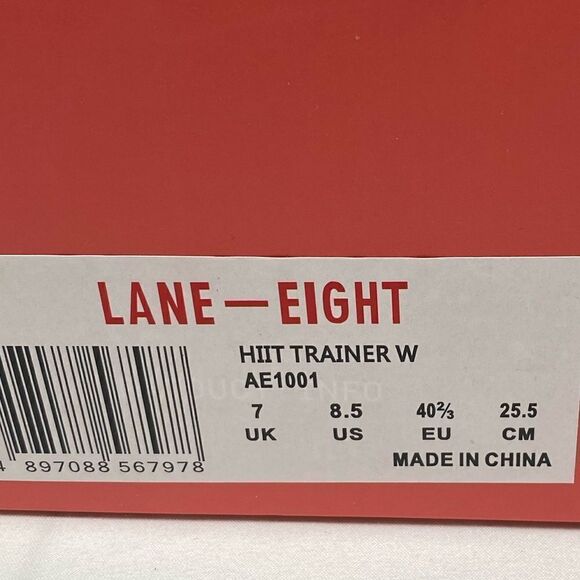 LANE—EIGHT
HIIT TRAINER W
AE1001
7 8.5 40⅔ 25.5
UK US EU CM
897088 567978
MADE IN CHINA